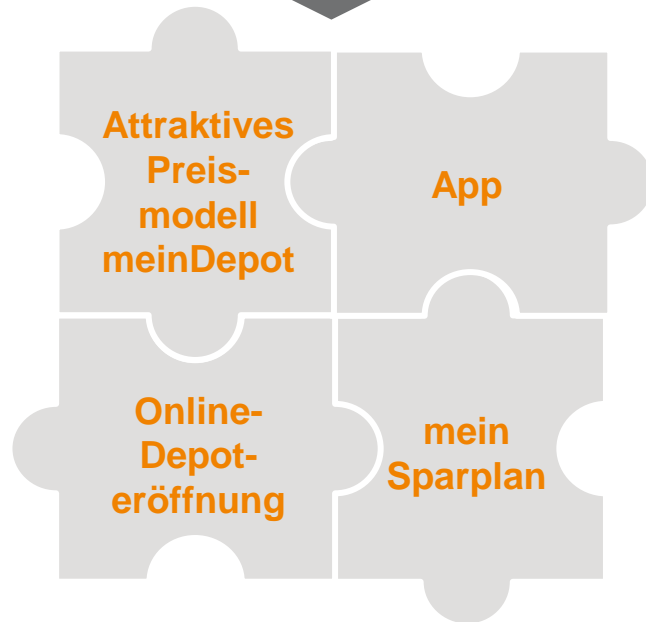 Attraktives
Preis-
modell
meinDepot
App
Online-
Depot-
eröffnung
mein
Sparplan